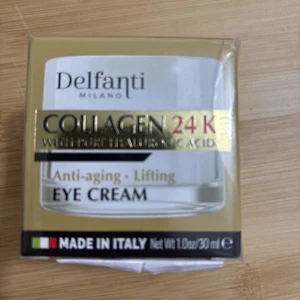 Delfanti
MILANO
COLLAGEN 24 K
WITH PURE HYALURONIC ACID
Anti-aging - Lifting
EYE CREAM
MADE IN ITALY Net Wt 1.0oz/30 ml ℮